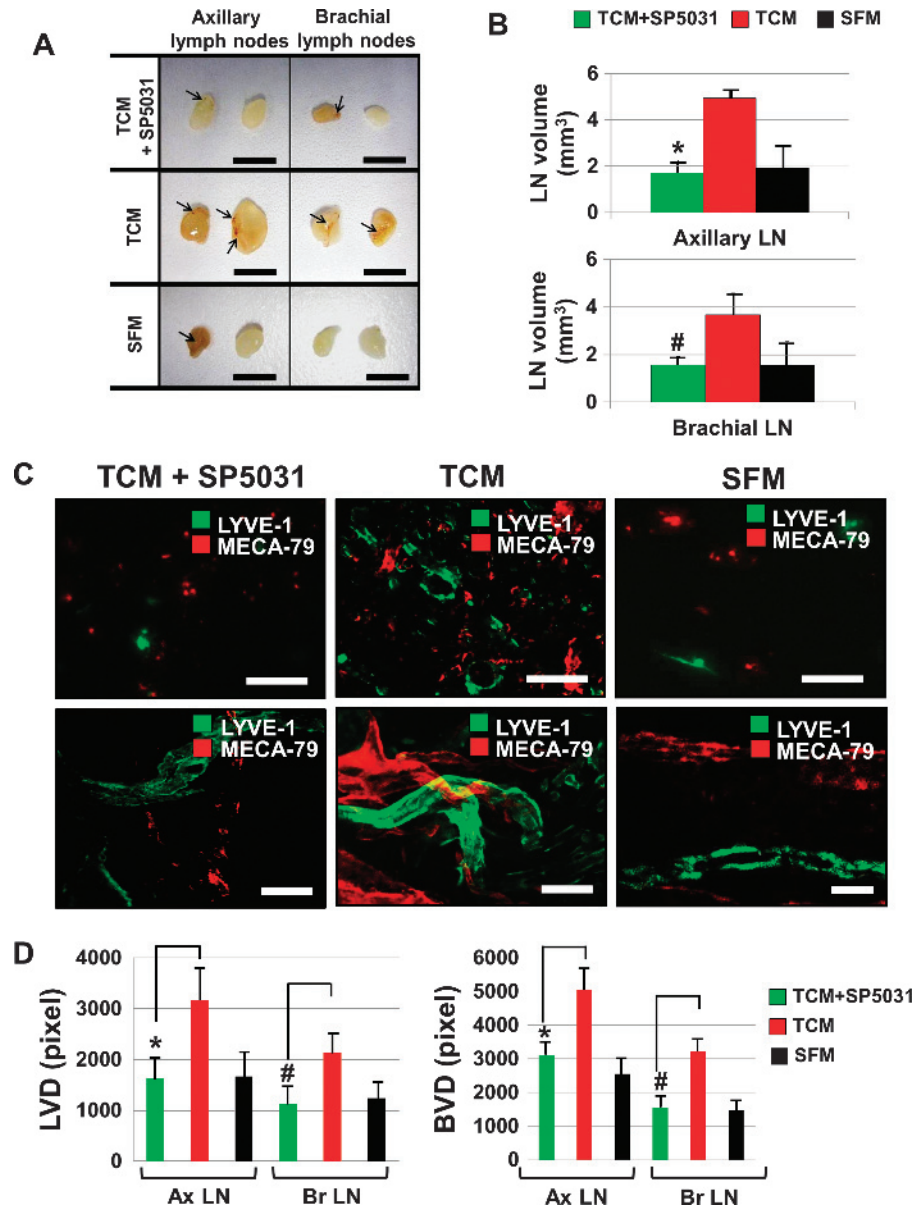 A
Axillary
lymph nodes
Brachial
lymph nodes
TCM
+ SP5031
TCM
SFM
B
TCM+SP5031
TCM
SFM
LN volume
(mm³)
6
4
2
0
*
Axillary LN
LN volume
(mm³)
6
4
2
0
#
Brachial LN
C
TCM + SP5031
TCM
SFM
LYVE-1
MECA-79
LYVE-1
MECA-79
LYVE-1
MECA-79
LYVE-1
MECA-79
LYVE-1
MECA-79
LYVE-1
MECA-79
D
LVD (pixel)
4000
3000
2000
1000
0
*
#
Ax LN
Br LN
BVD (pixel)
6000
5000
4000
3000
2000
1000
0
*
#
Ax LN
Br LN
TCM+SP5031
TCM
SFM